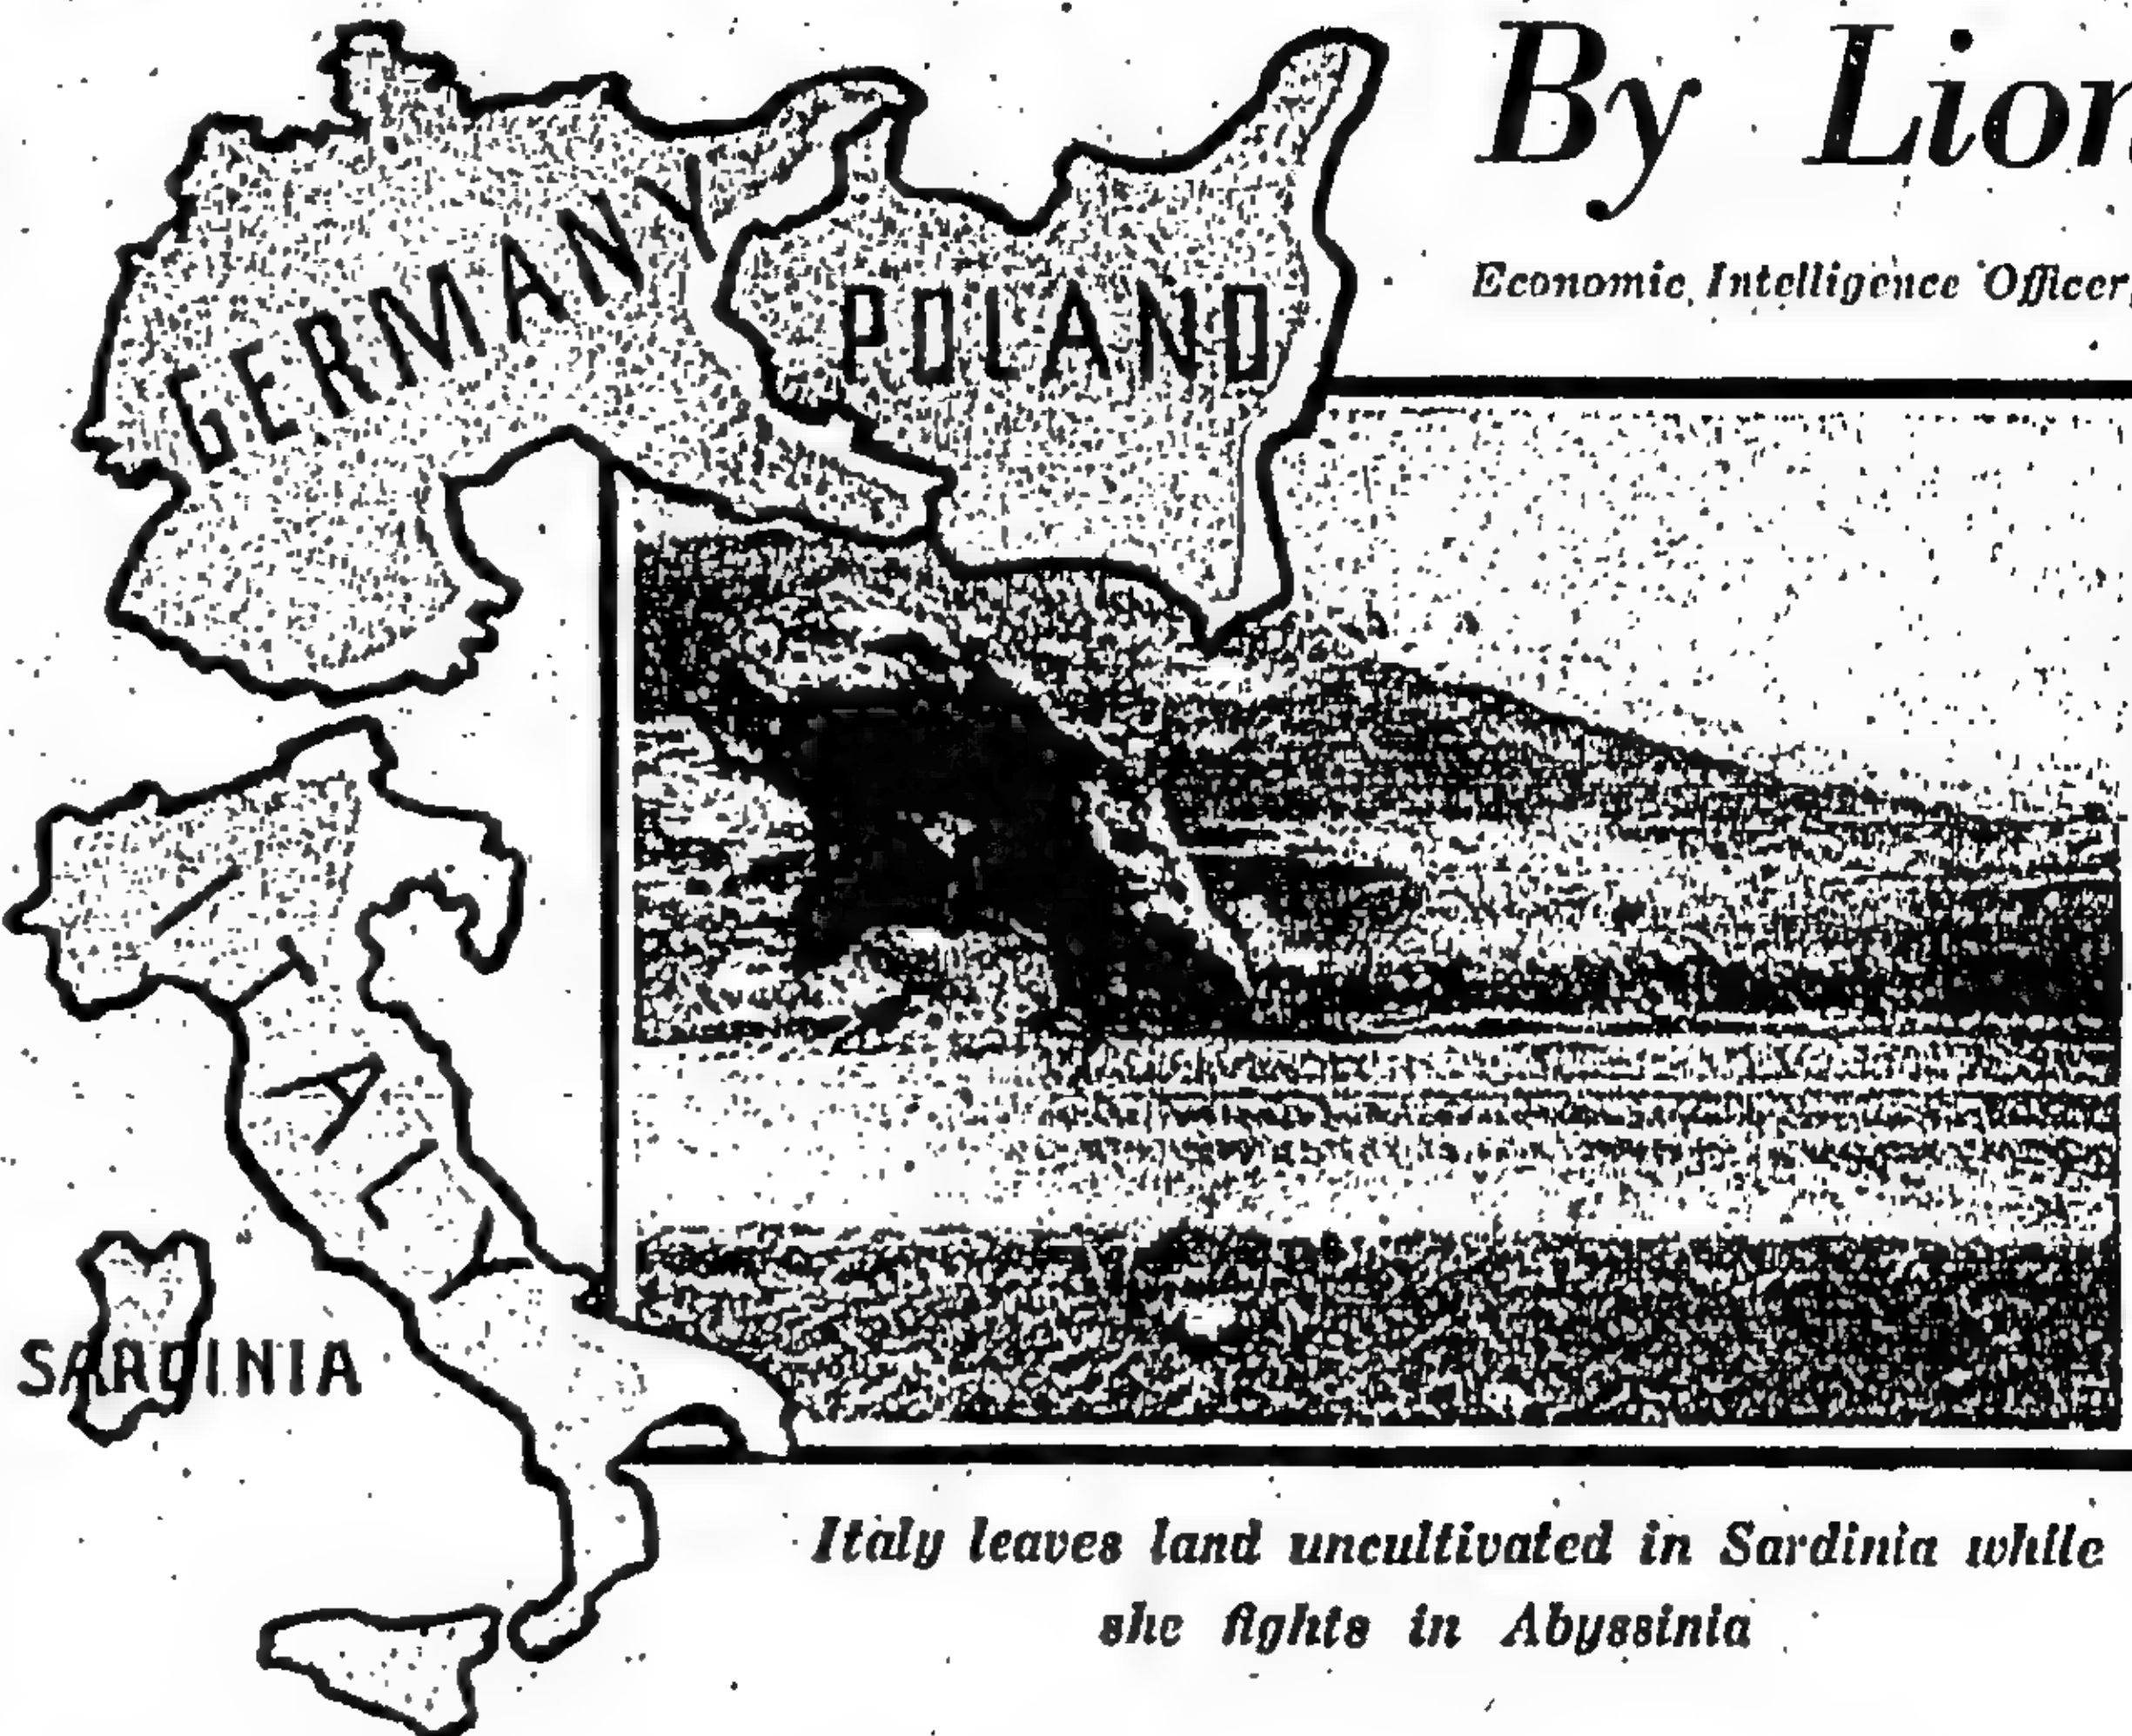 By Lion
Economic Intelligence Officer,
GERMANY
POLAND
ITALY
SARDINIA
Italy leaves land uncultivated in Sardinia while
she fights in Abyssinia